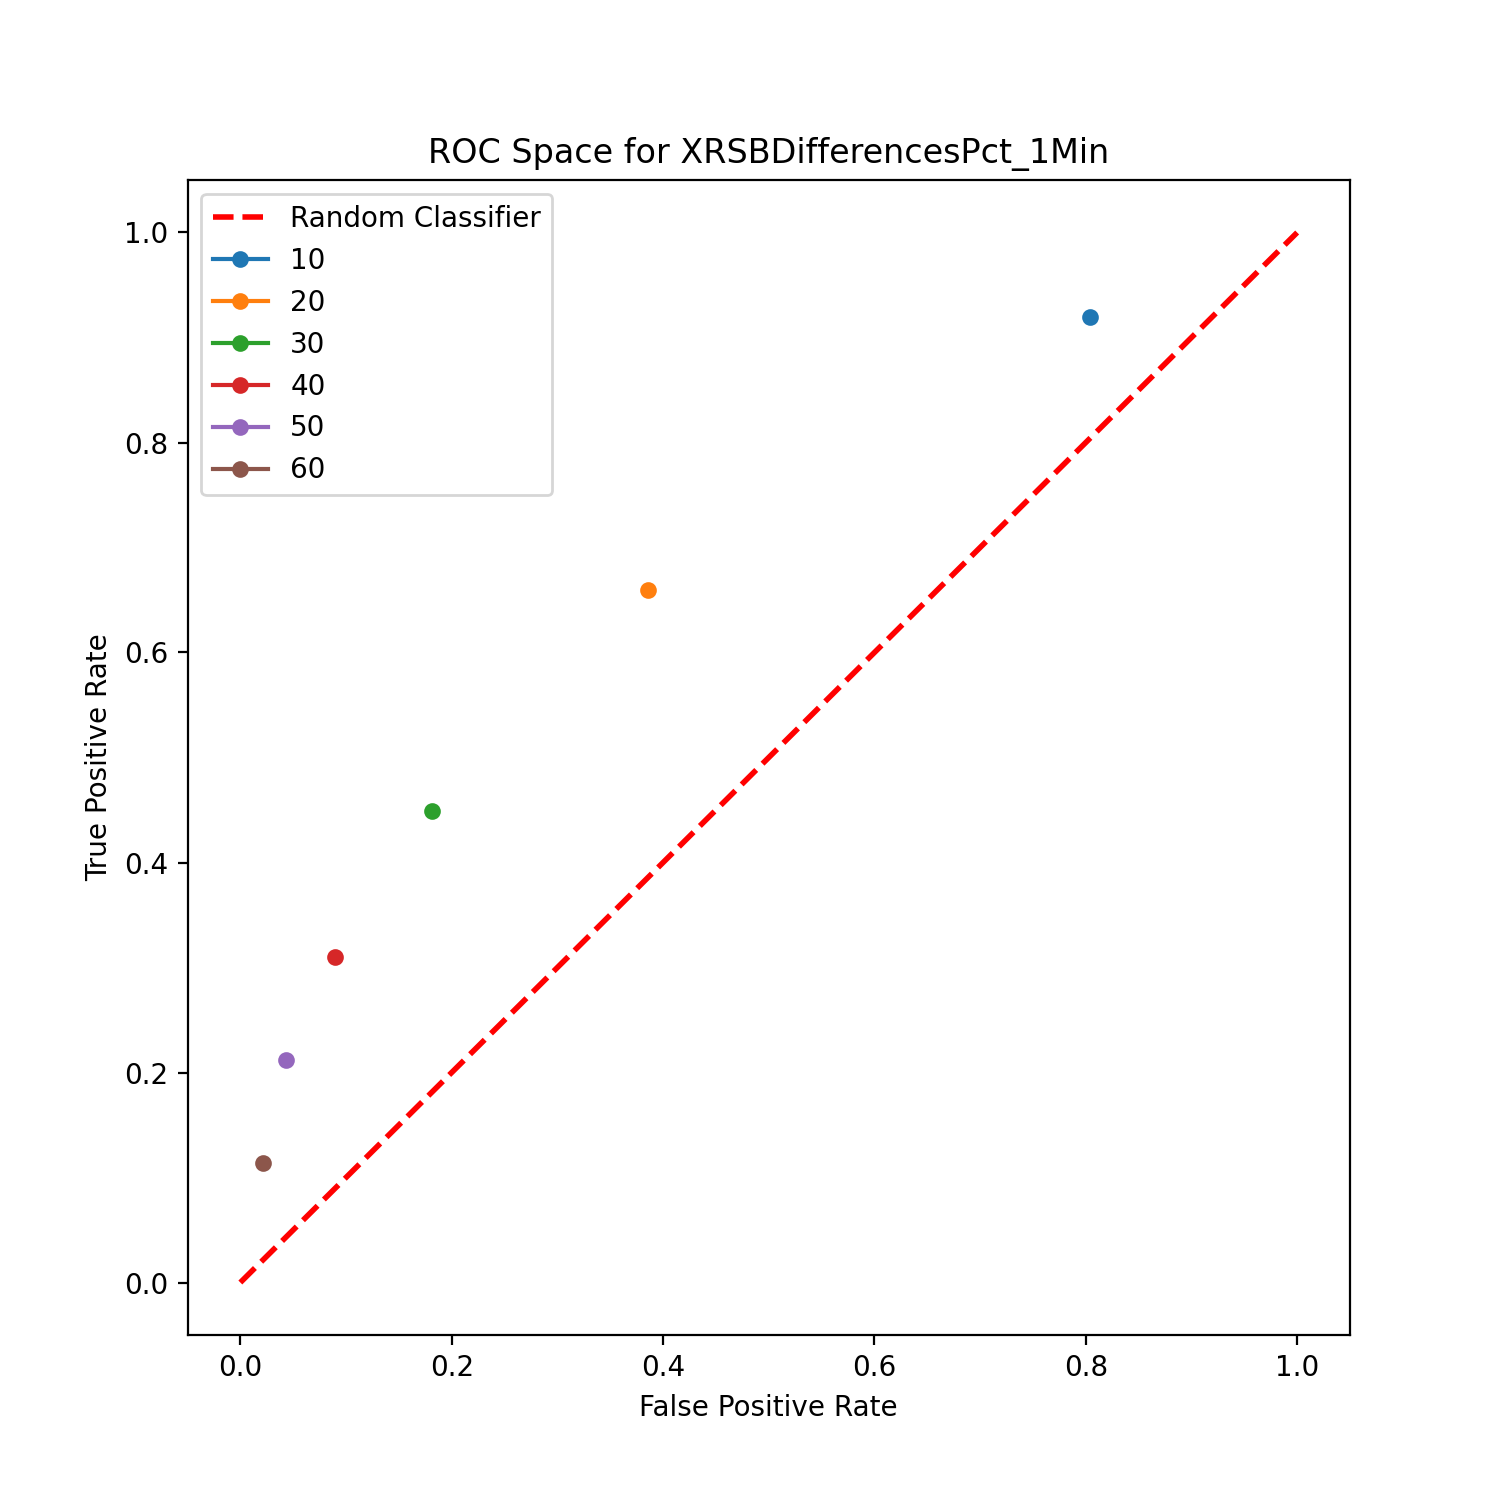 ROC Space for XRSBDifferencesPct_1Min
Random Classifier
10
20
30
40
50
60
1.0
0.8
0.6
0.4
0.2
0.0
True Positive Rate
0.0 0.2 0.4 0.6 0.8 1.0
False Positive Rate